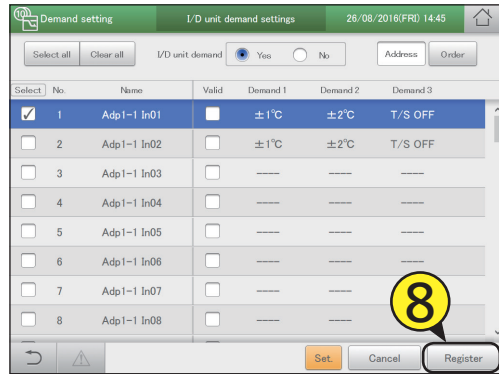 10 Demand setting I/D unit demand settings 26/08/2016(FRI) 14:45
Select all Clear all I/D unit demand Yes No Address Order
Select No. Name Valid Demand 1 Demand 2 Demand 3
1 Adp1-1 In01 ±1°C ±2°C T/S OFF
2 Adp1-1 In02 ±1°C ±2°C T/S OFF
3 Adp1-1 In03 ---- ---- ----
4 Adp1-1 In04 ---- ---- ----
5 Adp1-1 In05 ---- ---- ----
6 Adp1-1 In06 ---- ---- ----
7 Adp1-1 In07 ---- ---- ----
8 Adp1-1 In08 ---- ---- ----
8
Set. Cancel Register